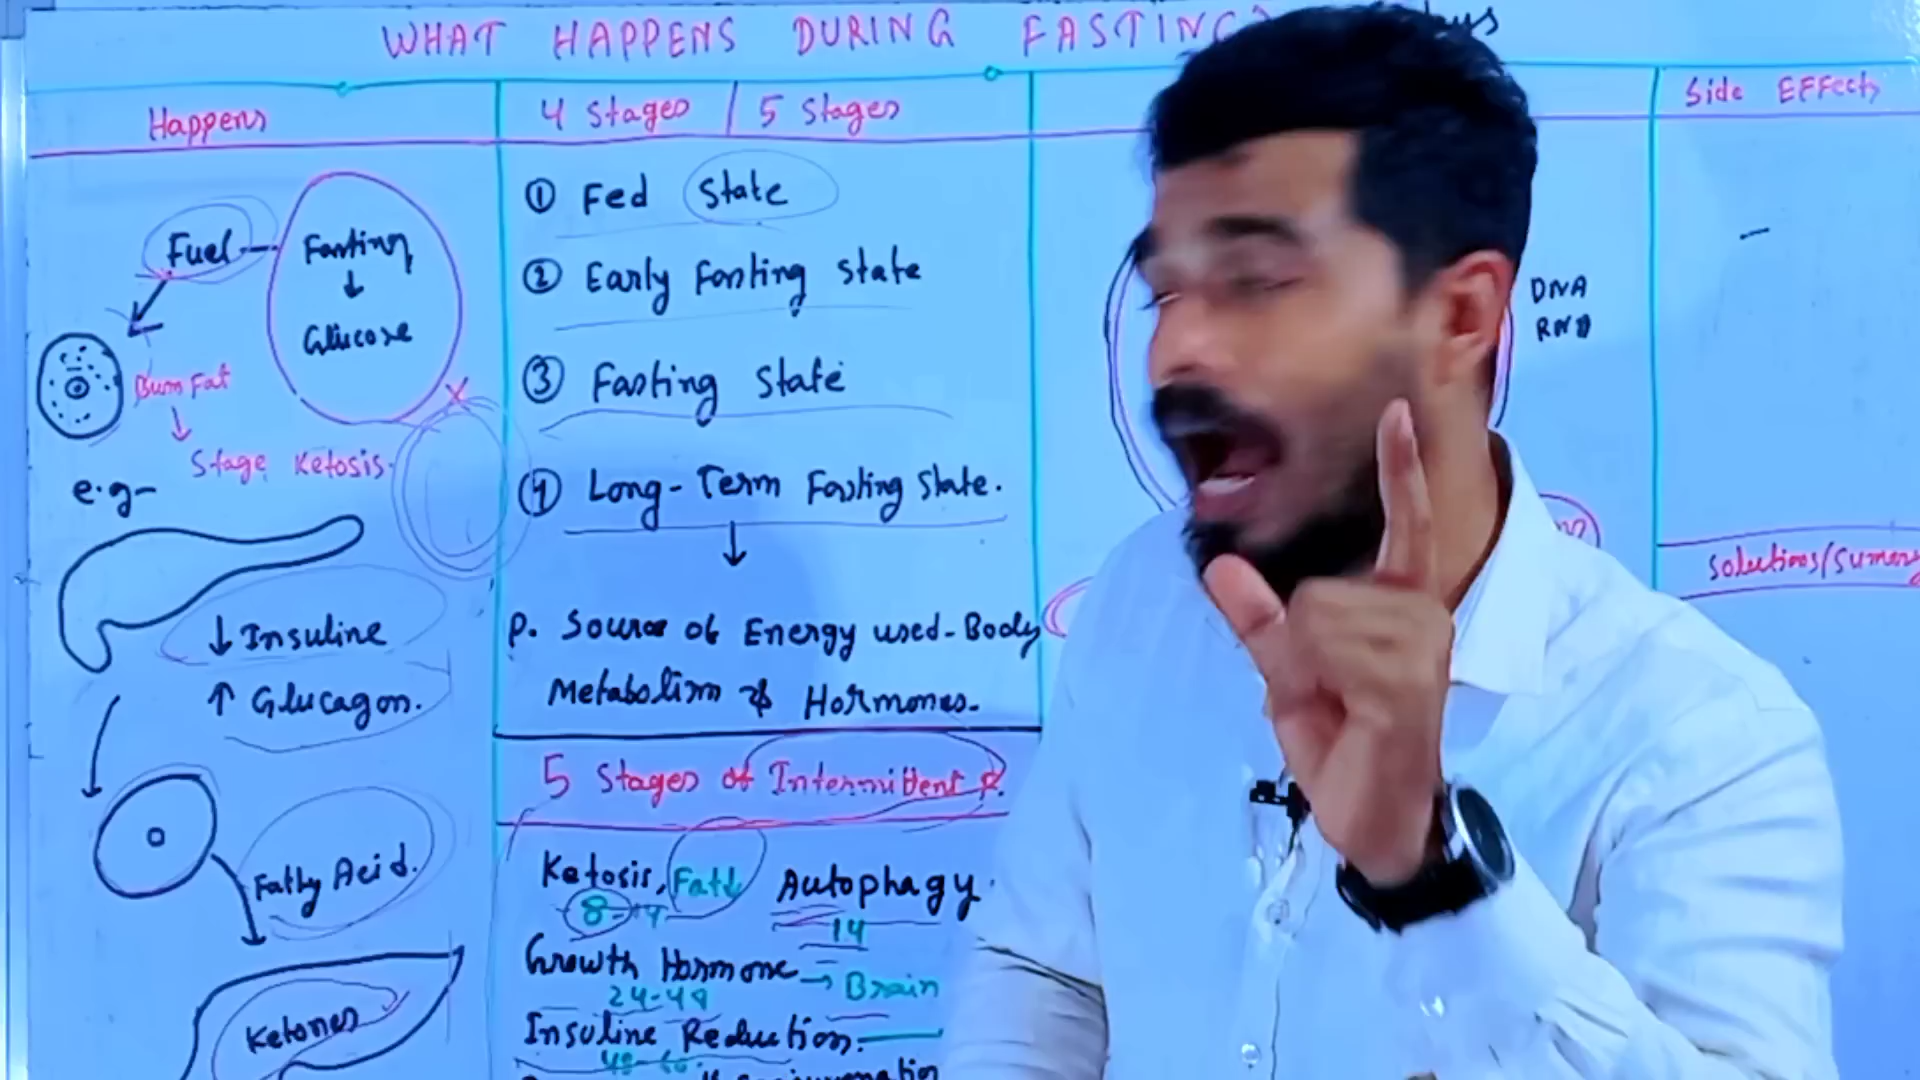 WHAT HAPPENS DURING FASTING
Happens
4 Stages / 5 Stages
Side EFFects
Fuel
Fasting
Glucose
Burn Fat
Stage Ketosis
e.g-
↓ Insuline
↑ Glucagon.
Fatty Acid.
Ketones
① Fed State
② Early Fasting State
③ Fasting State
④ Long-Term Fasting State.
P. Source of Energy used-Body
Metabolism & Hormones.
5 Stages of Intermittent F.
Ketosis, Fat↓ Autophagy
8-14
14
Growth Hormone → Brain
24-48
Insuline Reduction.
DNA
RNA
Solutions/Sumary